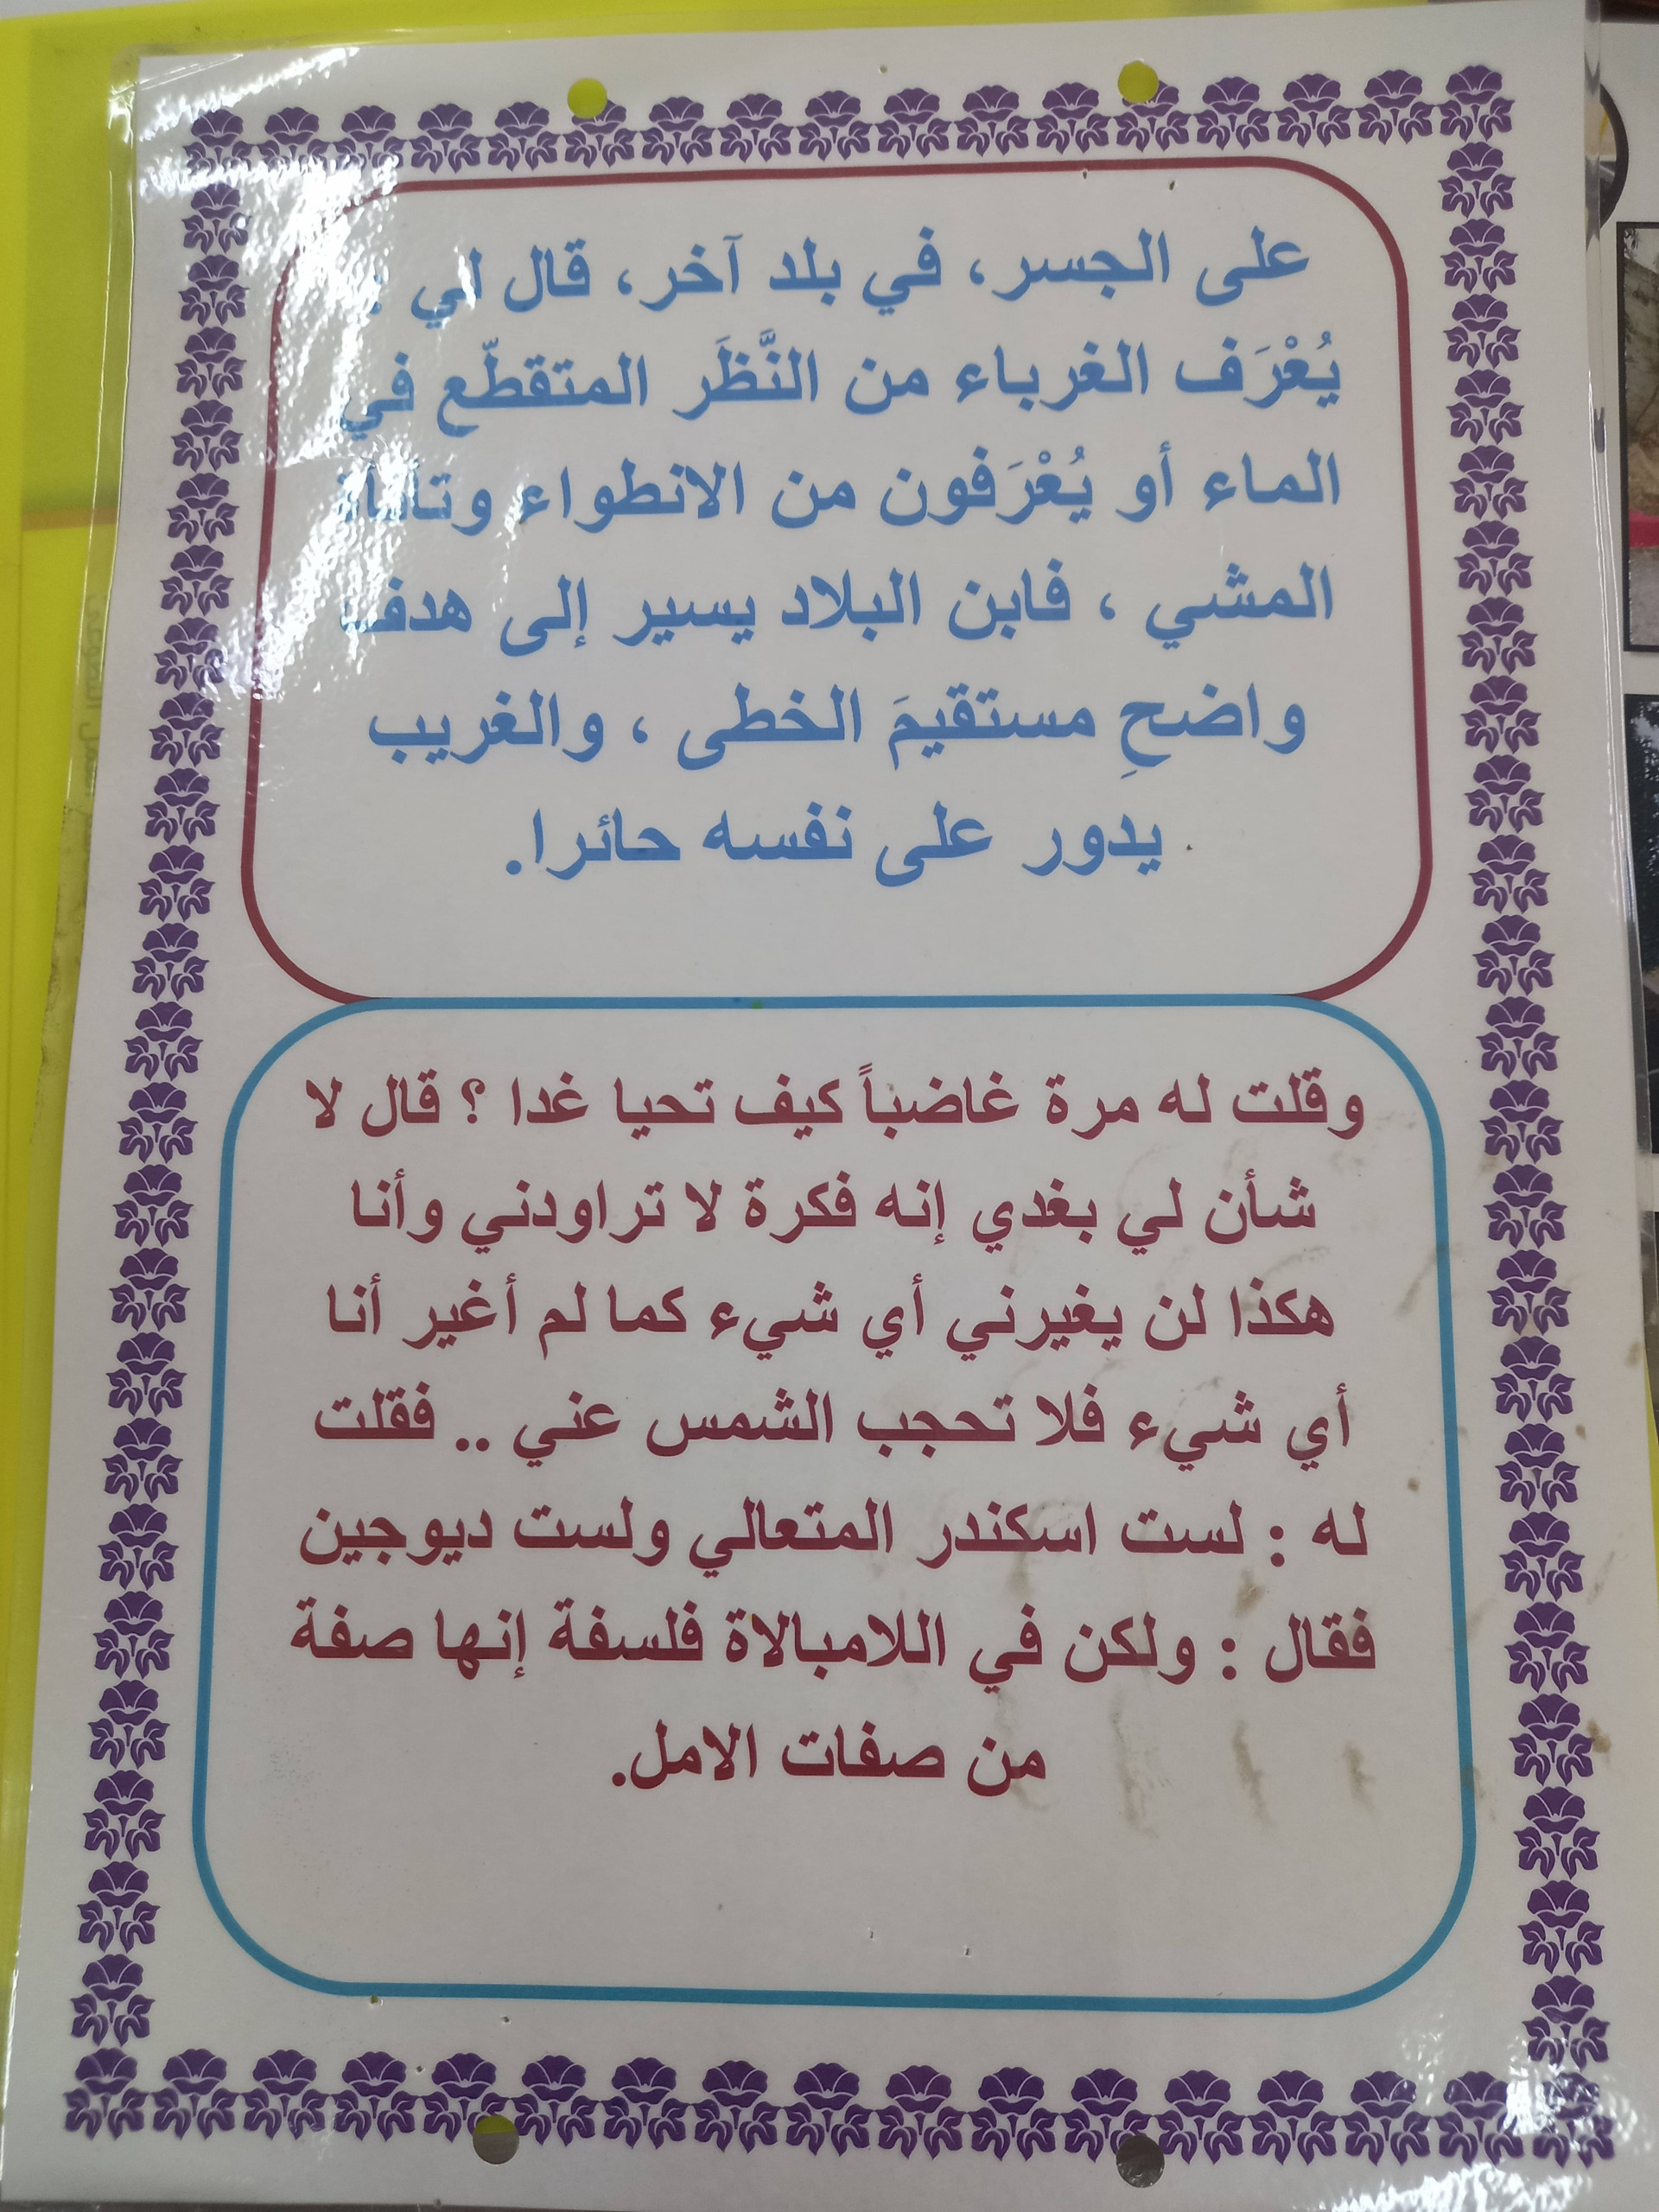 على الجسر، في بلد آخر، قال لي :
يُعْرَف الغرباء من النَّظَر المتقطّع في
الماء أو يُعْرَفون من الانطواء وتأتأة
المشي ، فابن البلاد يسير إلى هدف
واضحِ مستقيمَ الخطى ، والغريب
يدور على نفسه حائرا.
وقلت له مرة غاضباً كيف تحيا غدا ؟ قال لا
شأن لي بغدي إنه فكرة لا تراودني وأنا
هكذا لن يغيرني أي شيء كما لم أغير أنا
أي شيء فلا تحجب الشمس عني .. فقلت
له : لست اسكندر المتعالي ولست ديوجين
فقال : ولكن في اللامبالاة فلسفة إنها صفة
من صفات الامل.